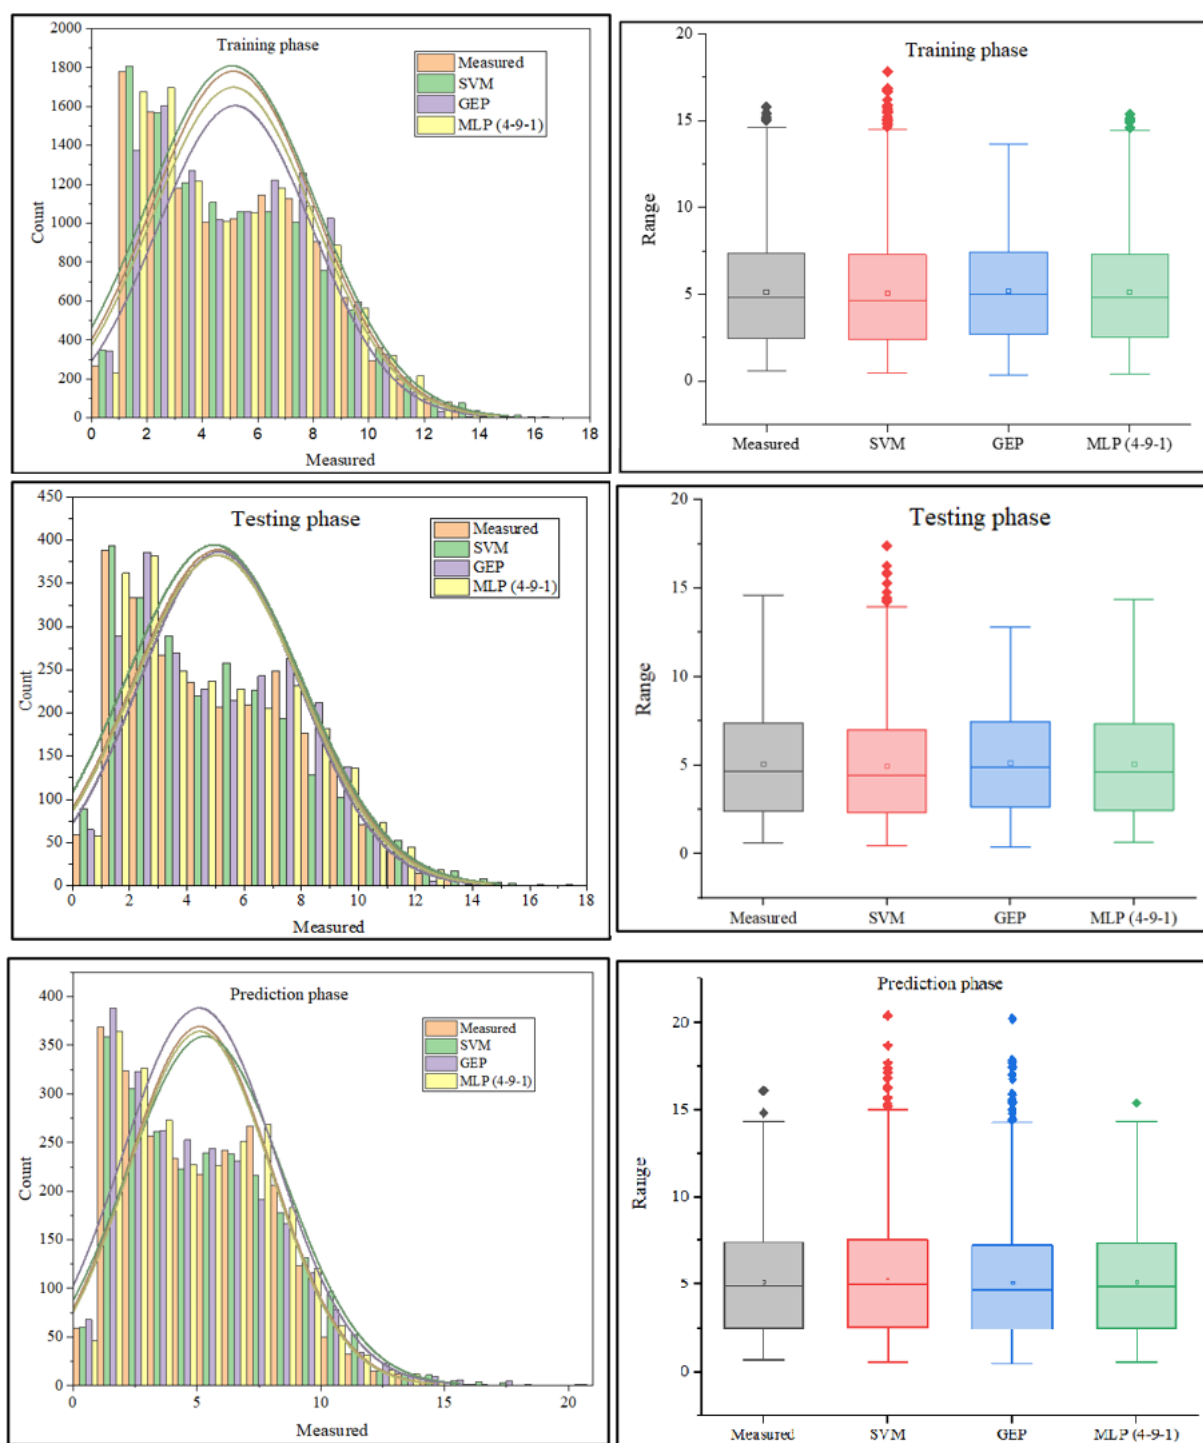 Training phase
Measured
SVM
GEP
MLP (4-9-1)
2000
1800
1600
1400
1200
1000
800
600
400
200
0
Count
0 2 4 6 8 10 12 14 16 18
Measured
Training phase
20
15
10
5
0
Range
Measured SVM GEP MLP (4-9-1)
Testing phase
Measured
SVM
GEP
MLP (4-9-1)
450
400
350
300
250
200
150
100
50
0
Count
0 2 4 6 8 10 12 14 16 18
Measured
Testing phase
20
15
10
5
0
Range
Measured SVM GEP MLP (4-9-1)
Prediction phase
Measured
SVM
GEP
MLP (4-9-1)
400
350
300
250
200
150
100
50
0
Count
0 5 10 15 20
Measured
Prediction phase
20
15
10
5
0
Range
Measured SVM GEP MLP (4-9-1)